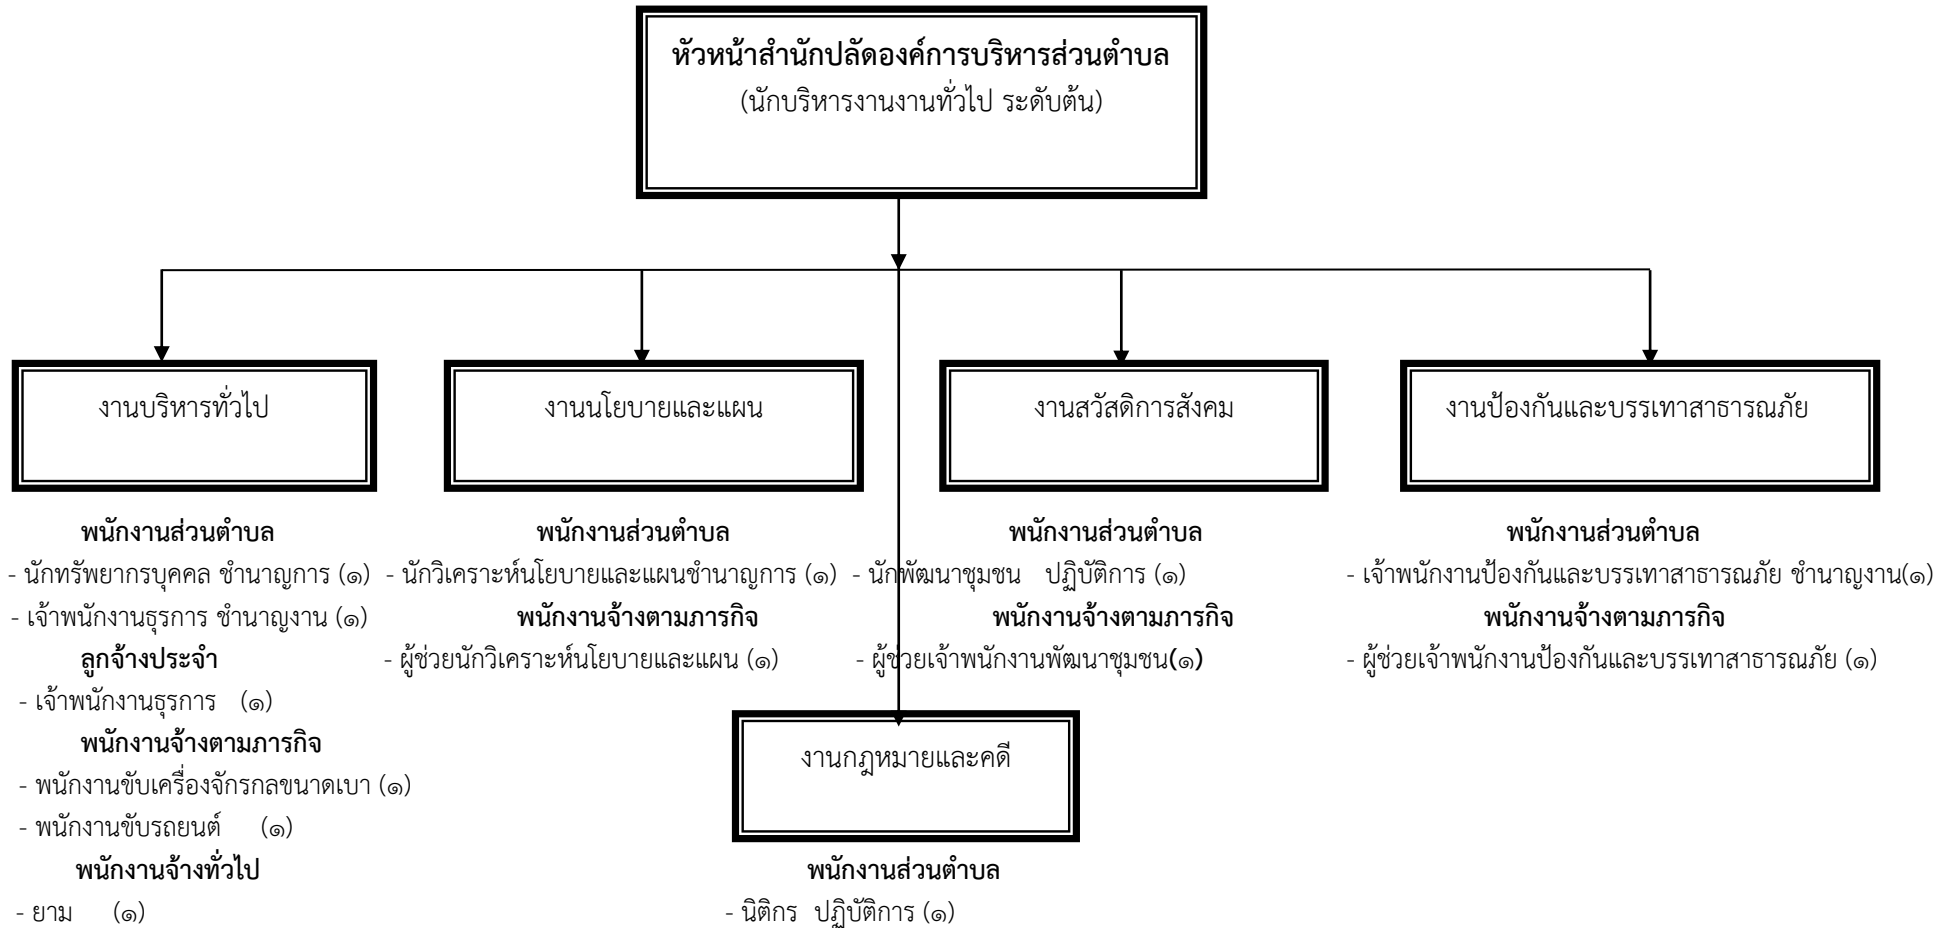 หัวหน้าสำนักปลัดองค์การบริหารส่วนตำบล
(นักบริหารงานงานทั่วไป ระดับต้น)
งานบริหารทั่วไป
พนักงานส่วนตำบล
- นักทรัพยากรบุคคล ชำนาญการ (๑)
- เจ้าพนักงานธุรการ ชำนาญงาน (๑)
ลูกจ้างประจำ
- เจ้าพนักงานธุรการ (๑)
พนักงานจ้างตามภารกิจ
- พนักงานขับเครื่องจักรกลขนาดเบา (๑)
- พนักงานขับรถยนต์ (๑)
พนักงานจ้างทั่วไป
- ยาม (๑)
งานนโยบายและแผน
พนักงานส่วนตำบล
- นักวิเคราะห์นโยบายและแผนชำนาญการ (๑)
พนักงานจ้างตามภารกิจ
- ผู้ช่วยนักวิเคราะห์นโยบายและแผน (๑)
งานสวัสดิการสังคม
พนักงานส่วนตำบล
- นักพัฒนาชุมชน ปฏิบัติการ (๑)
พนักงานจ้างตามภารกิจ
- ผู้ช่วยเจ้าพนักงานพัฒนาชุมชน(๑)
งานป้องกันและบรรเทาสาธารณภัย
พนักงานส่วนตำบล
- เจ้าพนักงานป้องกันและบรรเทาสาธารณภัย ชำนาญงาน(๑)
พนักงานจ้างตามภารกิจ
- ผู้ช่วยเจ้าพนักงานป้องกันและบรรเทาสาธารณภัย (๑)
งานกฎหมายและคดี
พนักงานส่วนตำบล
- นิติกร ปฏิบัติการ (๑)